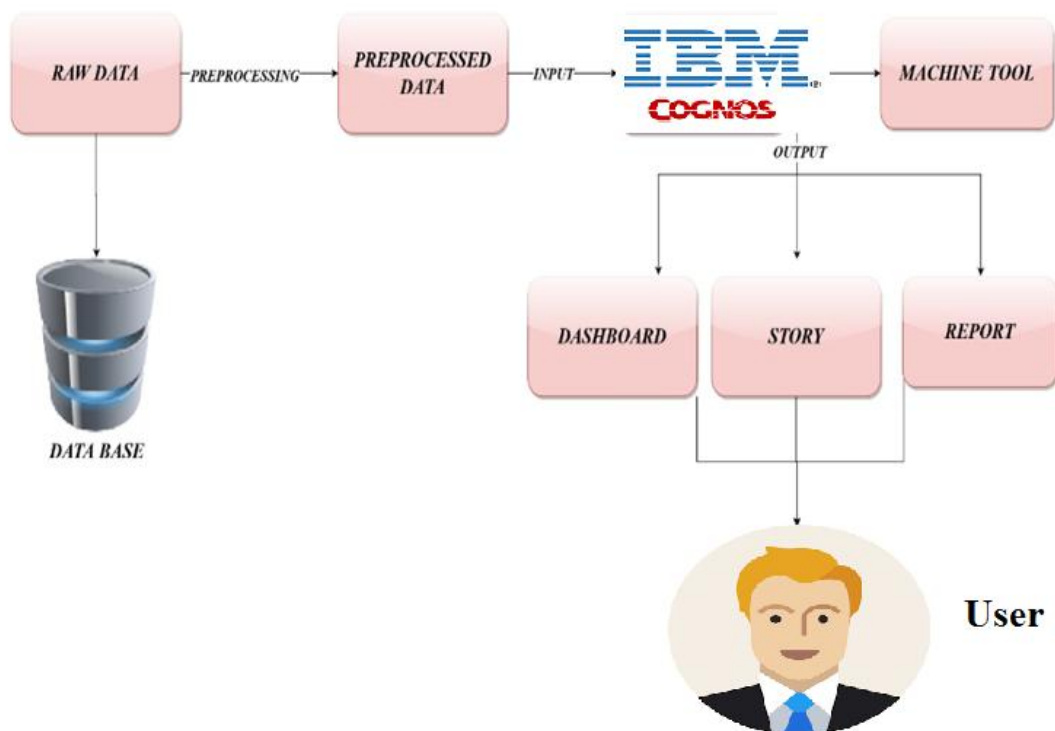 RAW DATA
PREPROCESSING
PREPROCESSED
DATA
INPUT
IBM
COGNOS
MACHINE TOOL
OUTPUT
DASHBOARD
STORY
REPORT
DATA BASE
User